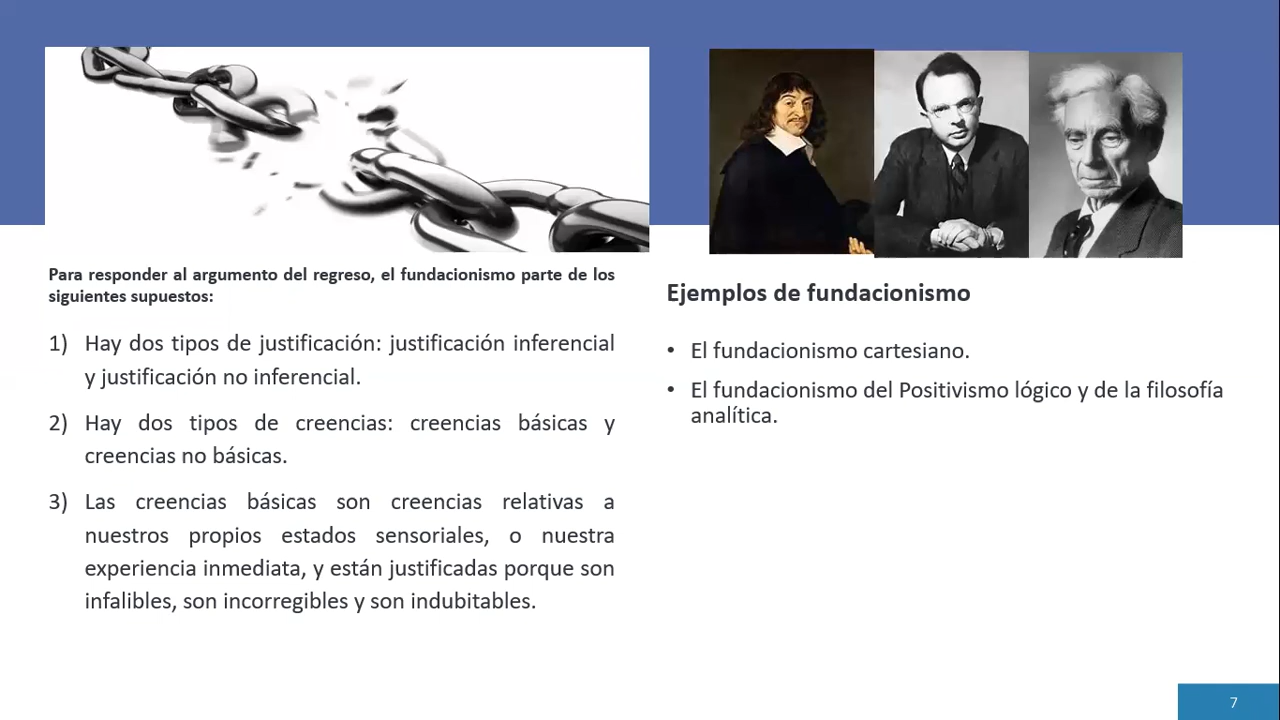 Para responder al argumento del regreso, el fundacionismo parte de los
siguientes supuestos:
1) Hay dos tipos de justificación: justificación inferencial
y justificación no inferencial.
2) Hay dos tipos de creencias: creencias básicas y
creencias no básicas.
3) Las creencias básicas son creencias relativas a
nuestros propios estados sensoriales, o nuestra
experiencia inmediata, y están justificadas porque son
infalibles, son incorregibles y son indubitables.
Ejemplos de fundacionismo
• El fundacionismo cartesiano.
• El fundacionismo del Positivismo lógico y de la filosofía
analítica.
7